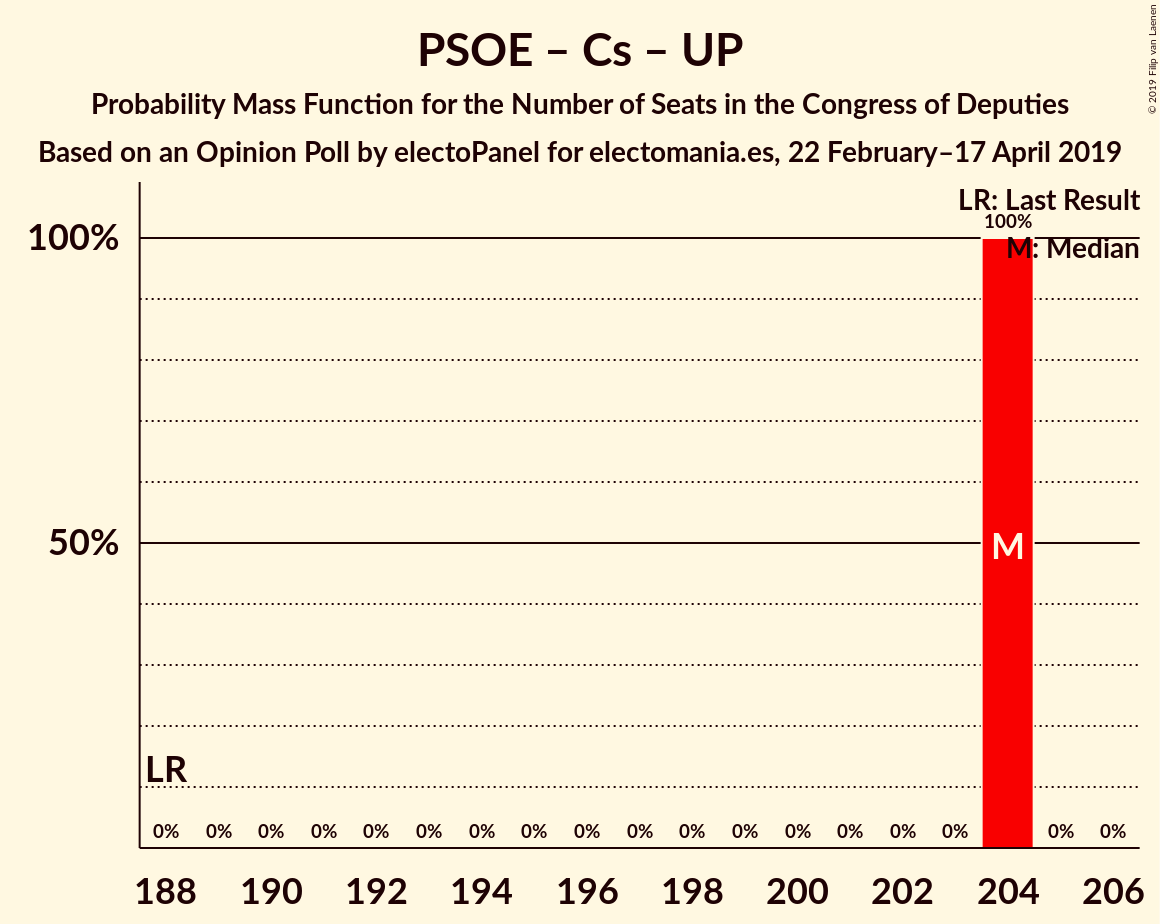 PSOE – Cs – UP
Probability Mass Function for the Number of Seats in the Congress of Deputies
Based on an Opinion Poll by electoPanel for electomania.es, 22 February–17 April 2019
© 2019 Filip van Laenen
LR: Last Result
100%
100%
M: Median
50%
M
LR
0% 0% 0% 0% 0% 0% 0% 0% 0% 0% 0% 0% 0% 0% 0% 0% 0% 0%
188 190 192 194 196 198 200 202 204 206